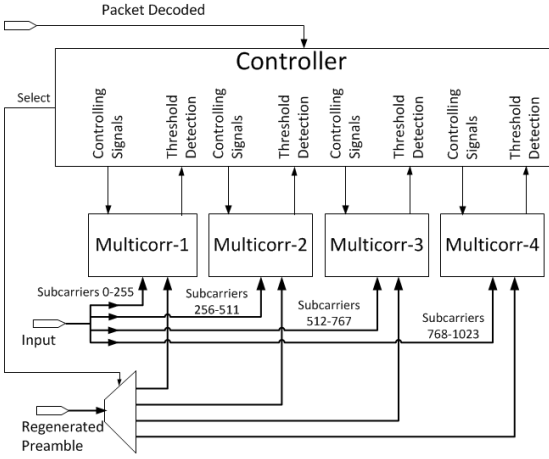 Packet Decoded
Controller
Select
Controlling
Signals
Threshold
Detection
Controlling
Signals
Threshold
Detection
Controlling
Signals
Threshold
Detection
Controlling
Signals
Threshold
Detection
Multicorr-1
Multicorr-2
Multicorr-3
Multicorr-4
Subcarriers 0-255
Subcarriers
256-511
Subcarriers
512-767
Subcarriers
768-1023
Input
Regenerated
Preamble